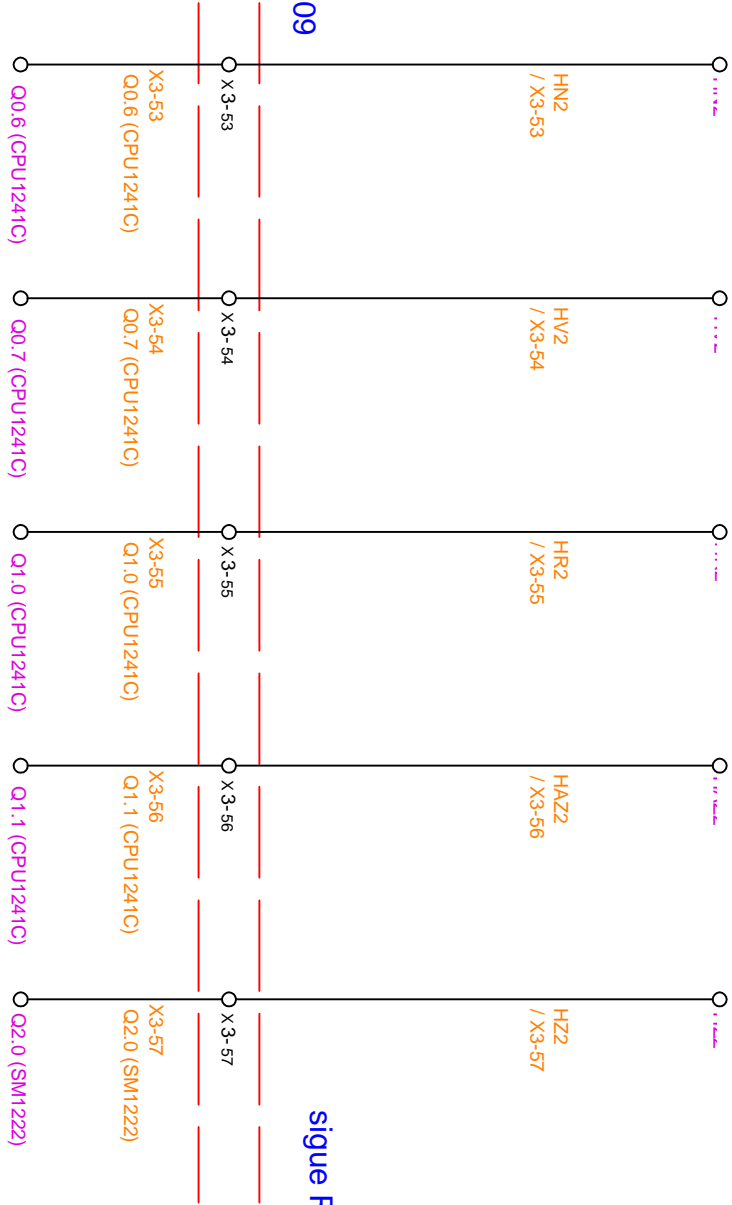 09
HN2
/ X3-53
X3-53
X3-53
Q0.6 (CPU1241C)
Q0.6 (CPU1241C)
HV2
/ X3-54
X3-54
X3-54
Q0.7 (CPU1241C)
Q0.7 (CPU1241C)
HR2
/ X3-55
X3-55
X3-55
Q1.0 (CPU1241C)
Q1.0 (CPU1241C)
HAZ2
/ X3-56
X3-56
X3-56
Q1.1 (CPU1241C)
Q1.1 (CPU1241C)
HZ2
/ X3-57
X3-57
X3-57
Q2.0 (SM1222)
Q2.0 (SM1222)
sigue